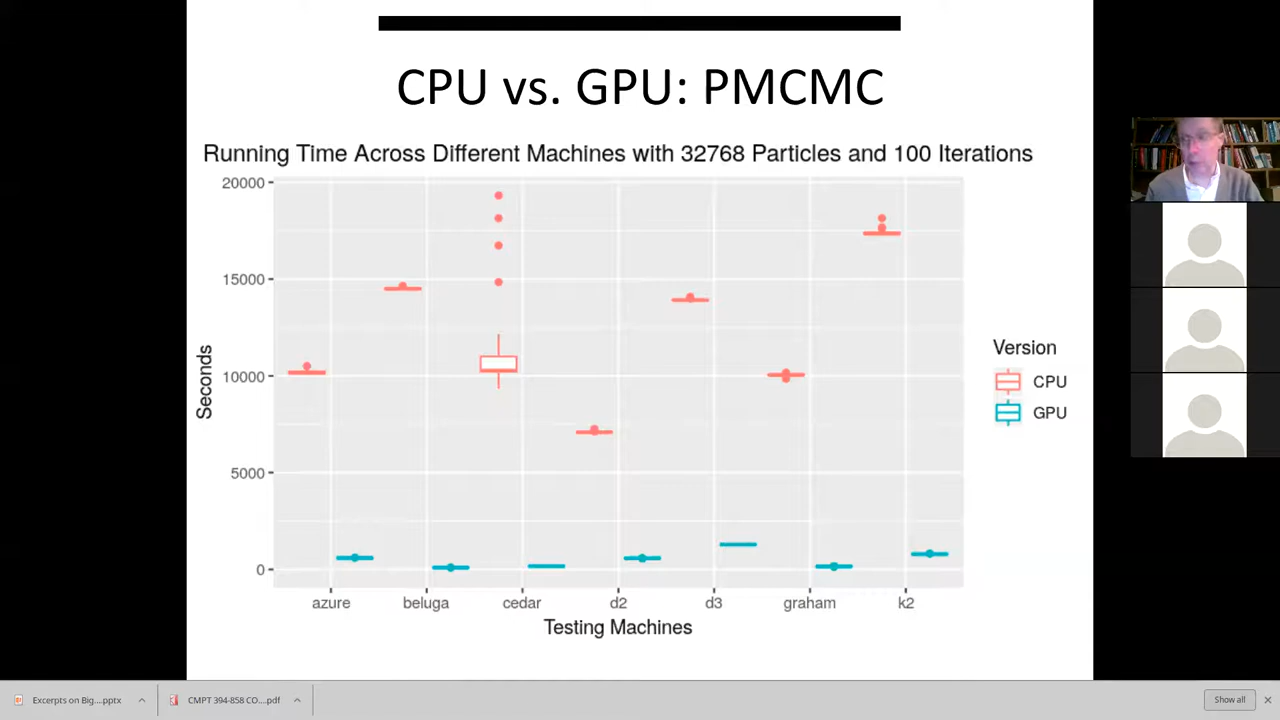 CPU vs. GPU: PMCMC
Running Time Across Different Machines with 32768 Particles and 100 Iterations
20000
15000
10000
5000
0
Seconds
azure beluga cedar d2 d3 graham k2
Testing Machines
Version
CPU
GPU
Excerpts on Big....pptx
CMPT 394-858 CO....pdf
Show all